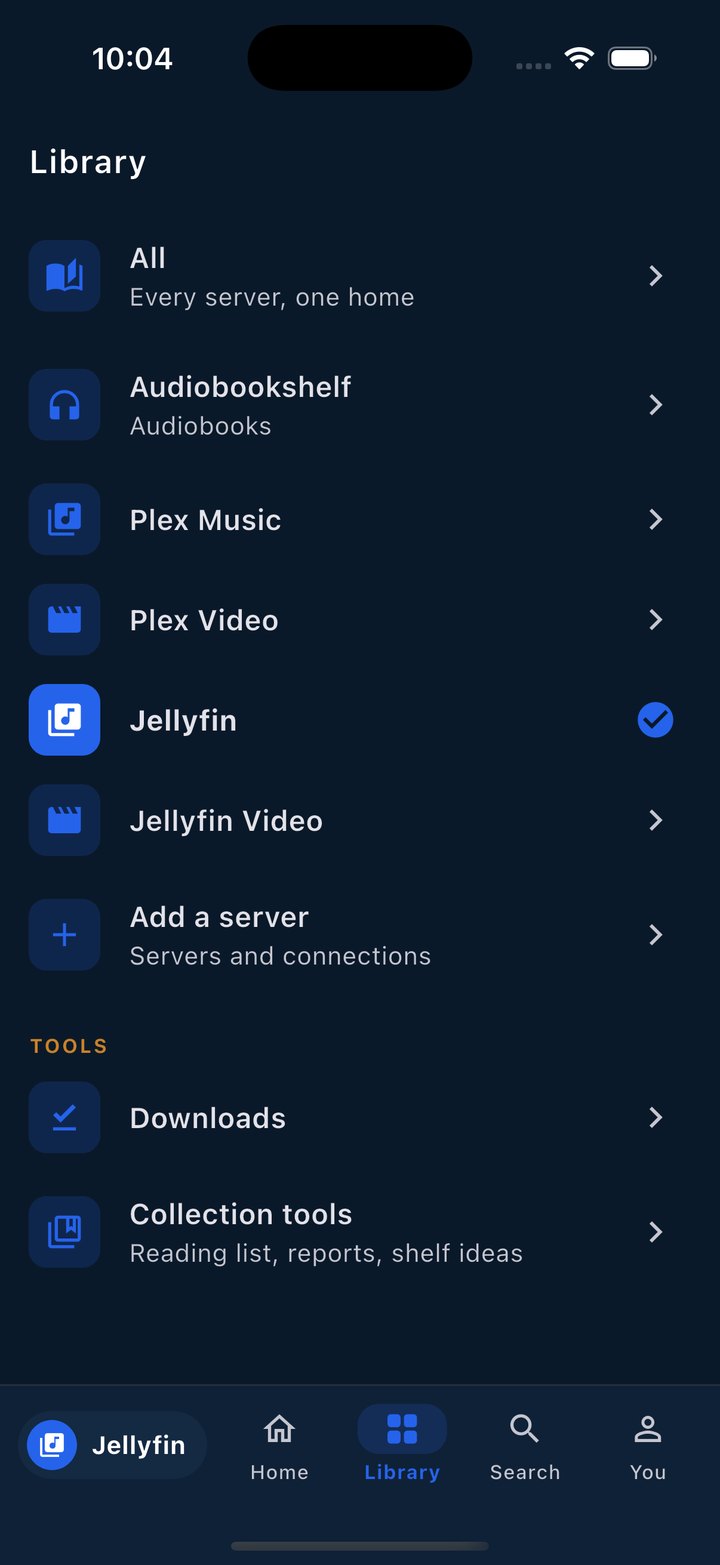 10:04
Library
All
Every server, one home
Audiobookshelf
Audiobooks
Plex Music
Plex Video
Jellyfin
Jellyfin Video
Add a server
Servers and connections
TOOLS
Downloads
Collection tools
Reading list, reports, shelf ideas
Jellyfin
Home
Library
Search
You